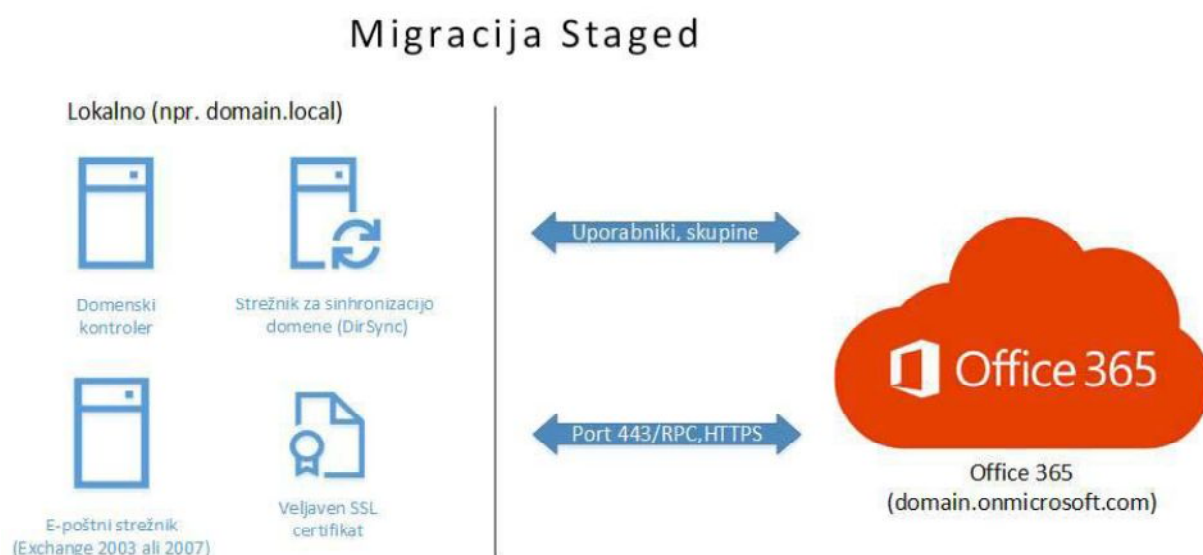 Migracija Staged
Lokalno (npr. domain.local)
Domenski
kontroler
Strežnik za sinhronizacijo
domene (DirSync)
Uporabniki, skupine
Office 365
E-poštni strežnik
(Exchange 2003 ali 2007)
Veljaven SSL
certifikat
Port 443/RPC,HTTPS
Office 365
(domain.onmicrosoft.com)